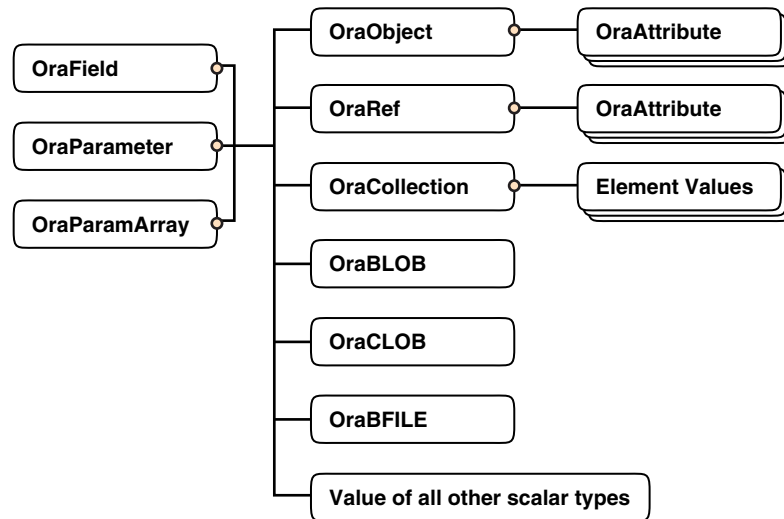 OraField
OraParameter
OraParamArray
OraObject
OraAttribute
OraRef
OraAttribute
OraCollection
Element Values
OraBLOB
OraCLOB
OraBFILE
Value of all other scalar types